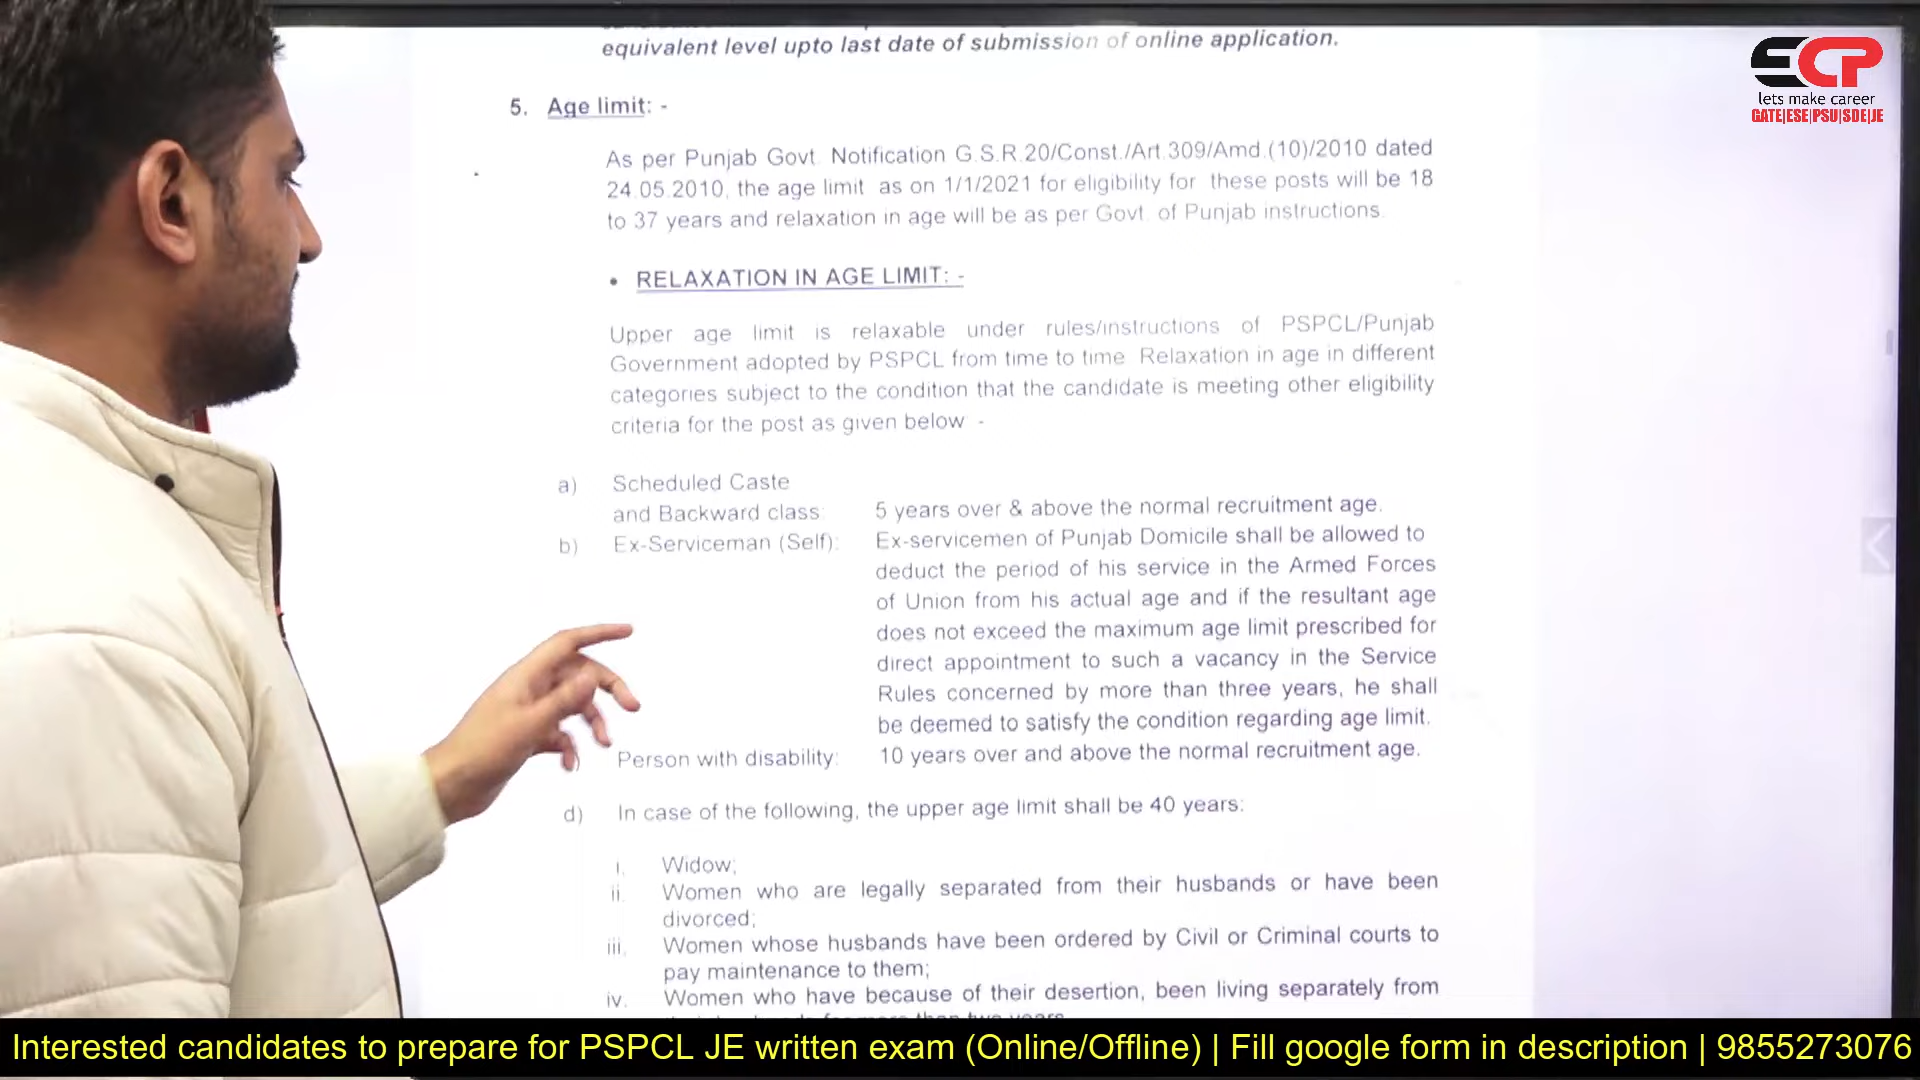 equivalent level upto last date of submission of online application.
5. Age limit: -
As per Punjab Govt. Notification G.S.R.20/Const./Art.309/Amd.(10)/2010 dated
24.05.2010, the age limit as on 1/1/2021 for eligibility for these posts will be 18
to 37 years and relaxation in age will be as per Govt. of Punjab instructions.
• RELAXATION IN AGE LIMIT: -
Upper age limit is relaxable under rules/instructions of PSPCL/Punjab
Government adopted by PSPCL from time to time. Relaxation in age in different
categories subject to the condition that the candidate is meeting other eligibility
criteria for the post as given below -
a) Scheduled Caste
and Backward class: 5 years over & above the normal recruitment age.
b) Ex-Serviceman (Self): Ex-servicemen of Punjab Domicile shall be allowed to
deduct the period of his service in the Armed Forces
of Union from his actual age and if the resultant age
does not exceed the maximum age limit prescribed for
direct appointment to such a vacancy in the Service
Rules concerned by more than three years, he shall
be deemed to satisfy the condition regarding age limit.
) Person with disability: 10 years over and above the normal recruitment age.
d) In case of the following, the upper age limit shall be 40 years:
i. Widow;
ii. Women who are legally separated from their husbands or have been
divorced;
iii. Women whose husbands have been ordered by Civil or Criminal courts to
pay maintenance to them;
iv. Women who have because of their desertion, been living separately from
ECP
lets make career
GATE|ESE|PSU|SDE|JE
Interested candidates to prepare for PSPCL JE written exam (Online/Offline) | Fill google form in description | 9855273076